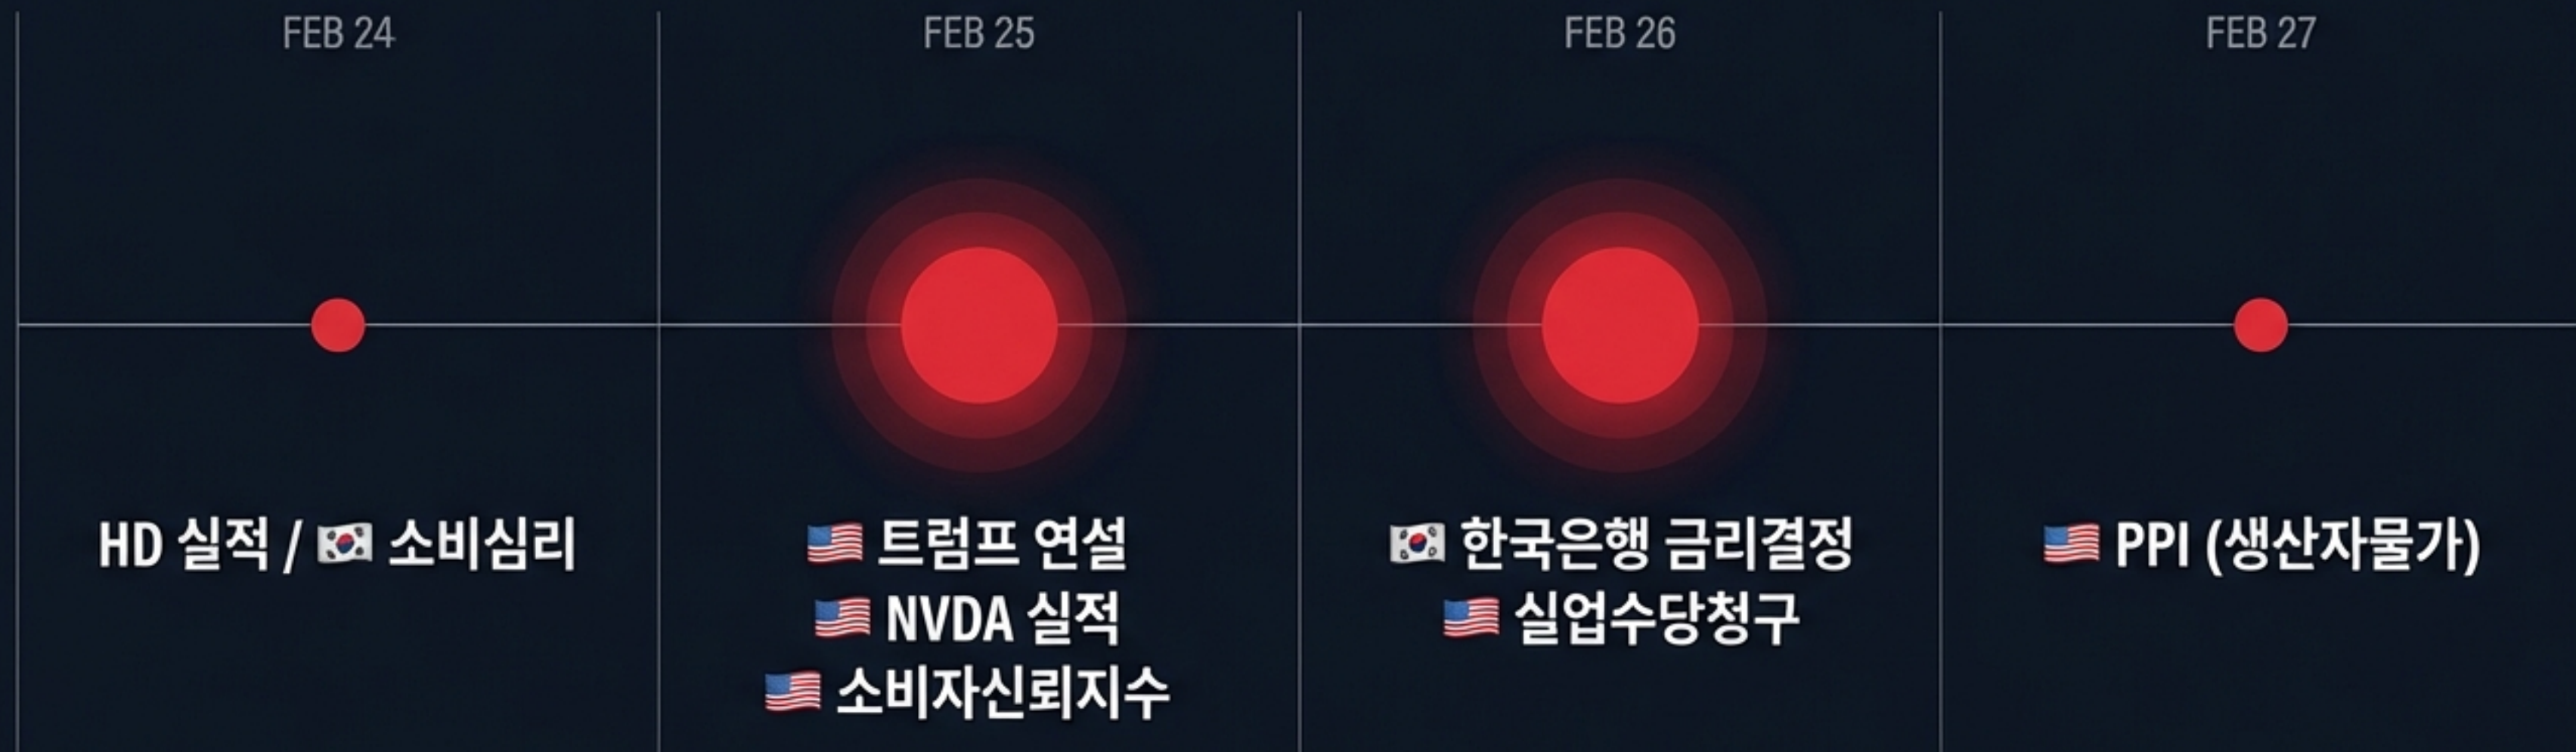 FEB 24
FEB 25
FEB 26
FEB 27
HD 실적 / 🇰🇷 소비심리
🇺🇸 트럼프 연설
🇺🇸 NVDA 실적
🇺🇸 소비자신뢰지수
🇰🇷 한국은행 금리결정
🇺🇸 실업수당청구
🇺🇸 PPI (생산자물가)